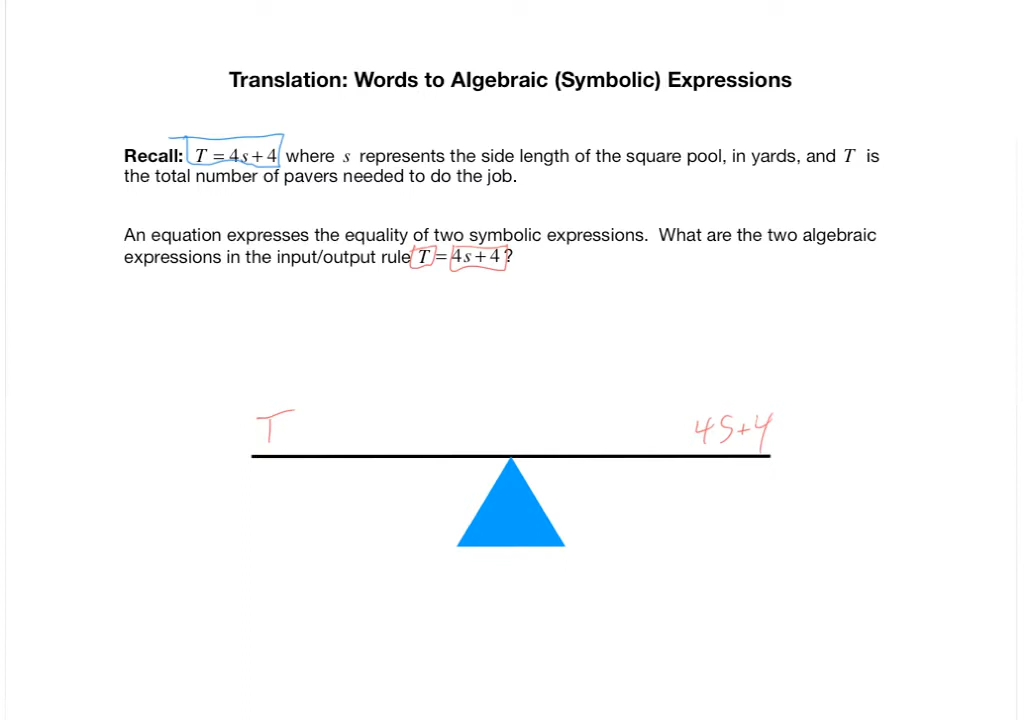 Translation: Words to Algebraic (Symbolic) Expressions
Recall: T = 4s + 4 where s represents the side length of the square pool, in yards, and T is
the total number of pavers needed to do the job.
An equation expresses the equality of two symbolic expressions. What are the two algebraic
expressions in the input/output rule T = 4s + 4 ?
T
4S+4